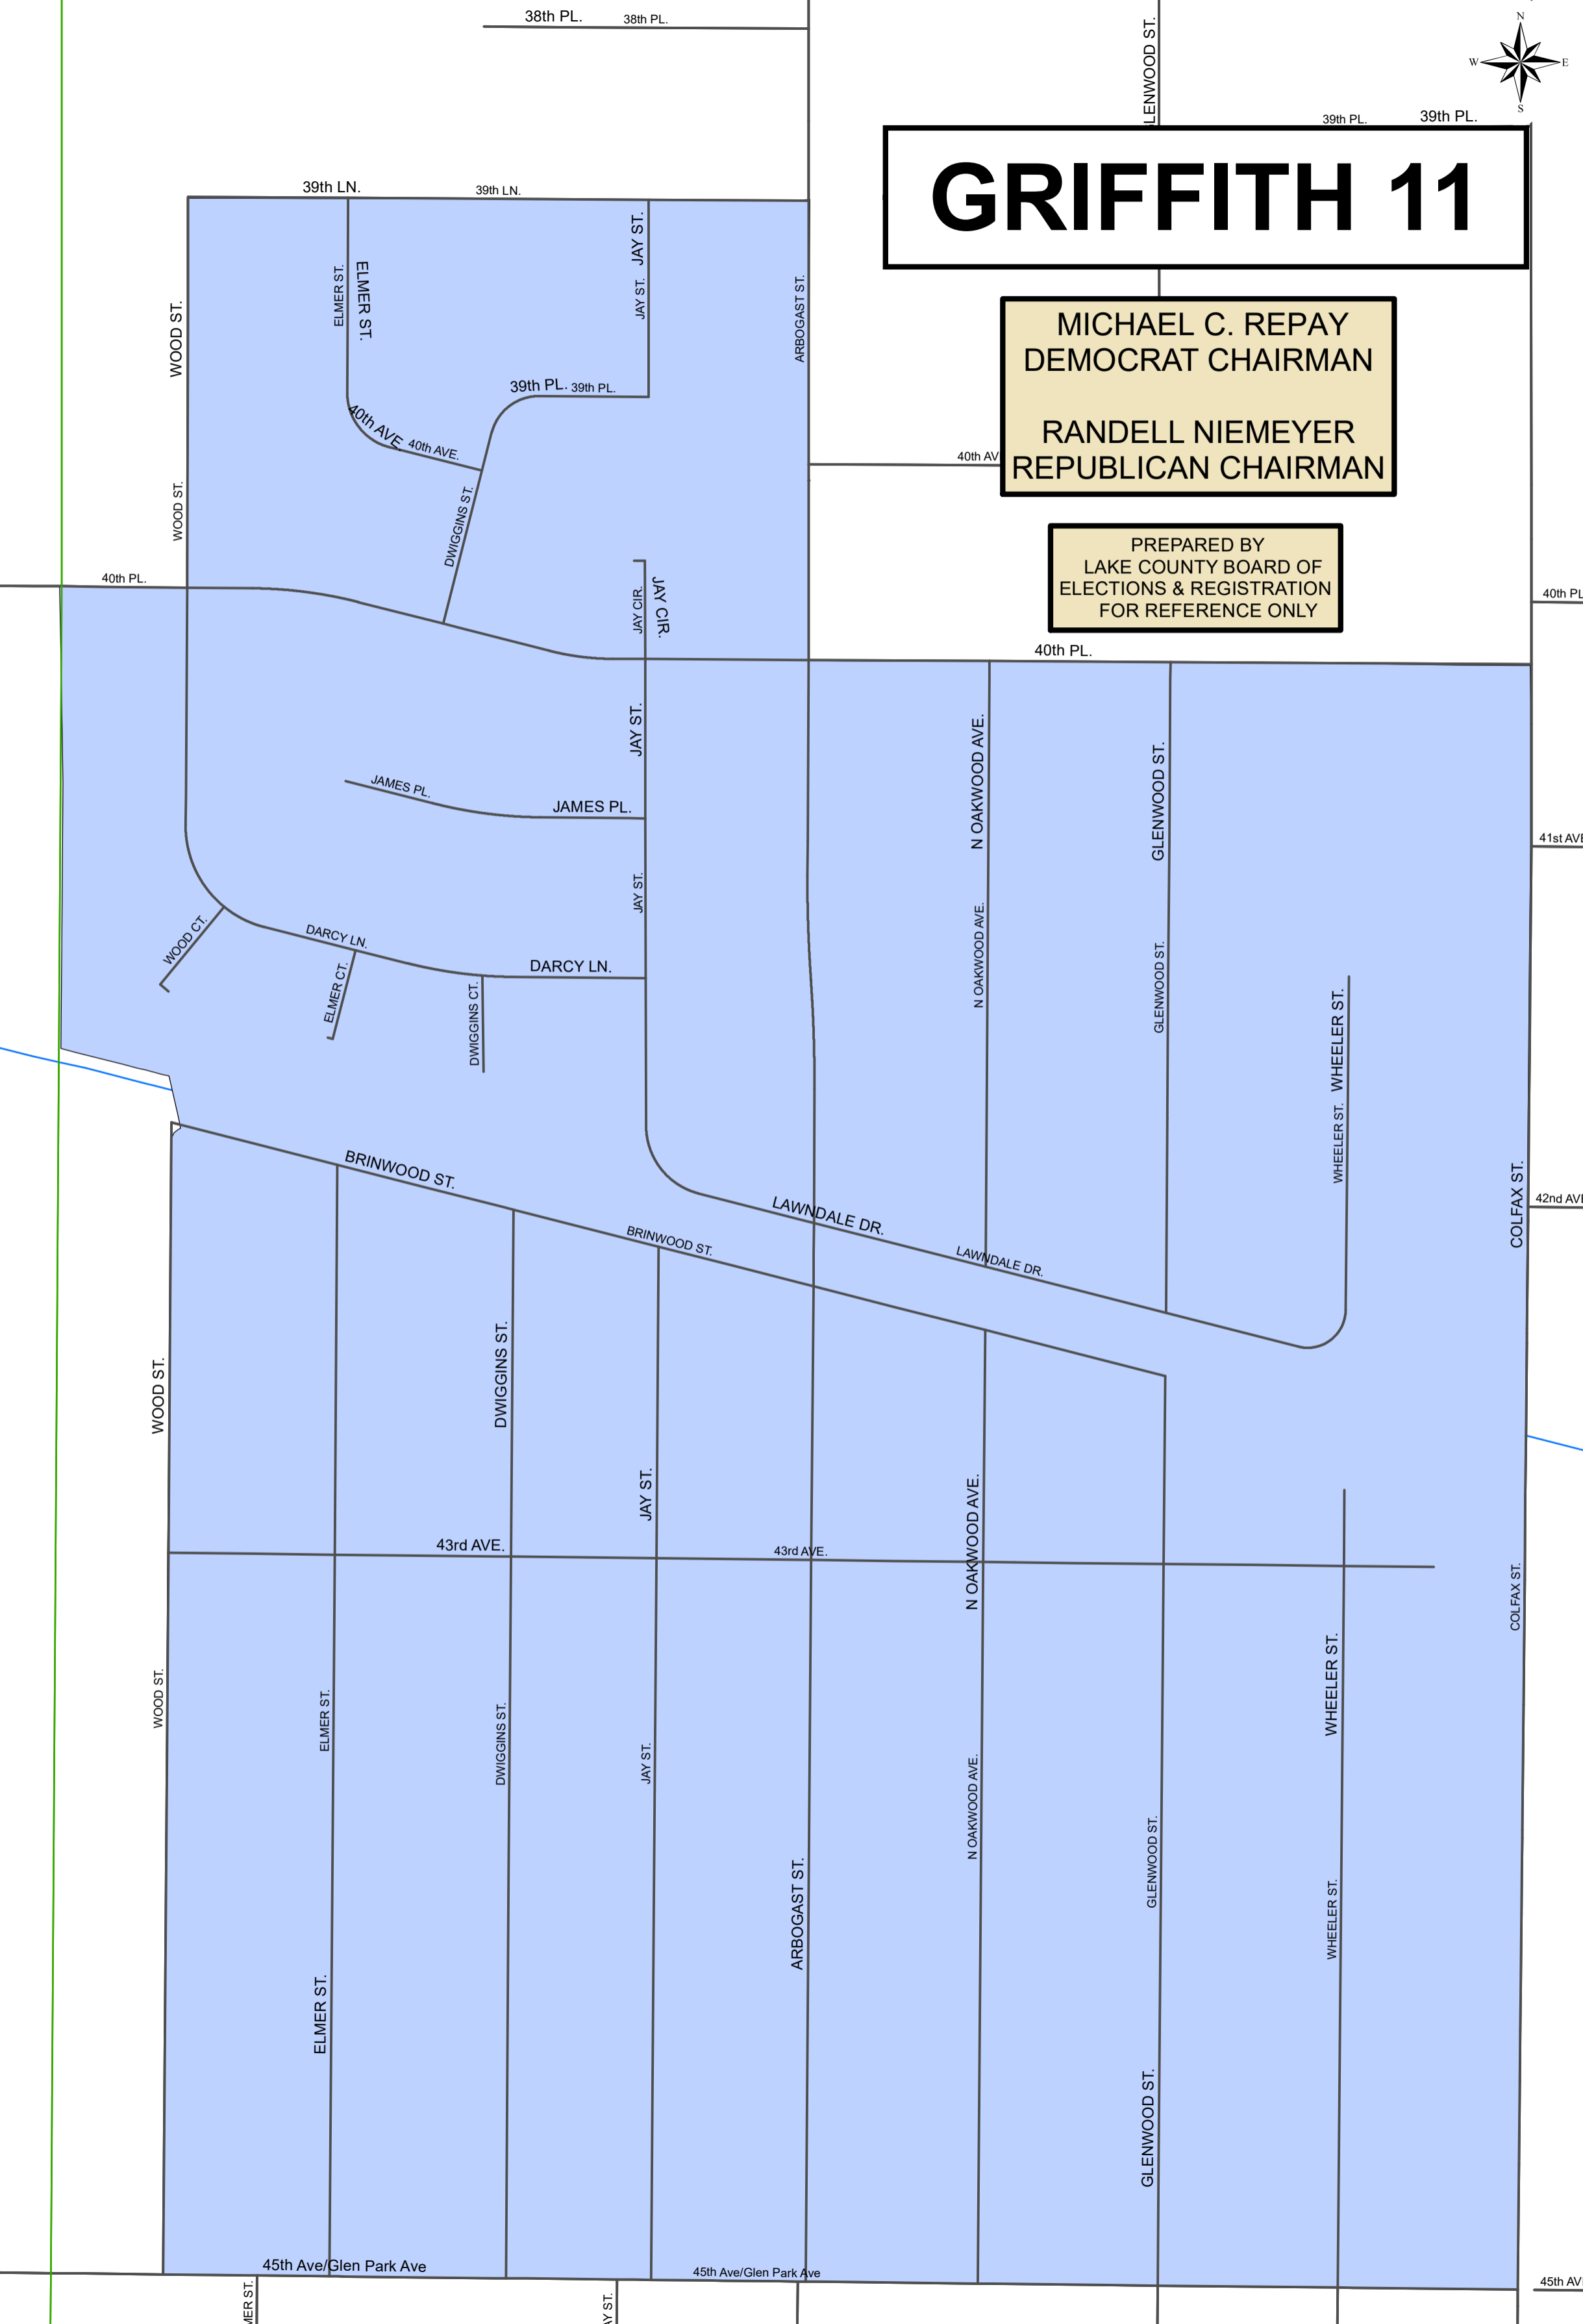 38th PL.
38th PL.
N
W
E
S
39th PL.
39th PL.
GRIFFITH 11
39th LN.
39th LN.
JAY ST.
ELMER ST.
ELMER ST.
JAY ST.
ARBOGAST ST.
WOOD ST.
MICHAEL C. REPAY
DEMOCRAT CHAIRMAN
RANDELL NIEMEYER
REPUBLICAN CHAIRMAN
39th PL.
39th PL.
40th AVE.
40th AVE.
40th AV
WOOD ST.
DWIGGINS ST.
PREPARED BY
LAKE COUNTY BOARD OF
ELECTIONS & REGISTRATION
FOR REFERENCE ONLY
40th PL.
JAY CIR.
JAY CIR.
40th PL
40th PL.
JAY ST.
N OAKWOOD AVE.
GLENWOOD ST.
JAMES PL.
JAMES PL.
41st AVE
JAY ST.
WOOD CT.
DARCY LN.
DARCY LN.
ELMER CT.
DWIGGINS CT.
N OAKWOOD AVE.
GLENWOOD ST.
WHEELER ST.
WHEELER ST.
BRINWOOD ST.
LAWNDALE DR.
COLFAX ST.
42nd AVE
BRINWOOD ST.
LAWNDALE DR.
WOOD ST.
DWIGGINS ST.
JAY ST.
N OAKWOOD AVE.
43rd AVE.
43rd AVE.
COLFAX ST.
WOOD ST.
ELMER ST.
DWIGGINS ST.
JAY ST.
WHEELER ST.
N OAKWOOD AVE.
GLENWOOD ST.
ARBOGAST ST.
WHEELER ST.
ELMER ST.
GLENWOOD ST.
45th Ave/Glen Park Ave
45th Ave/Glen Park Ave
45th AV